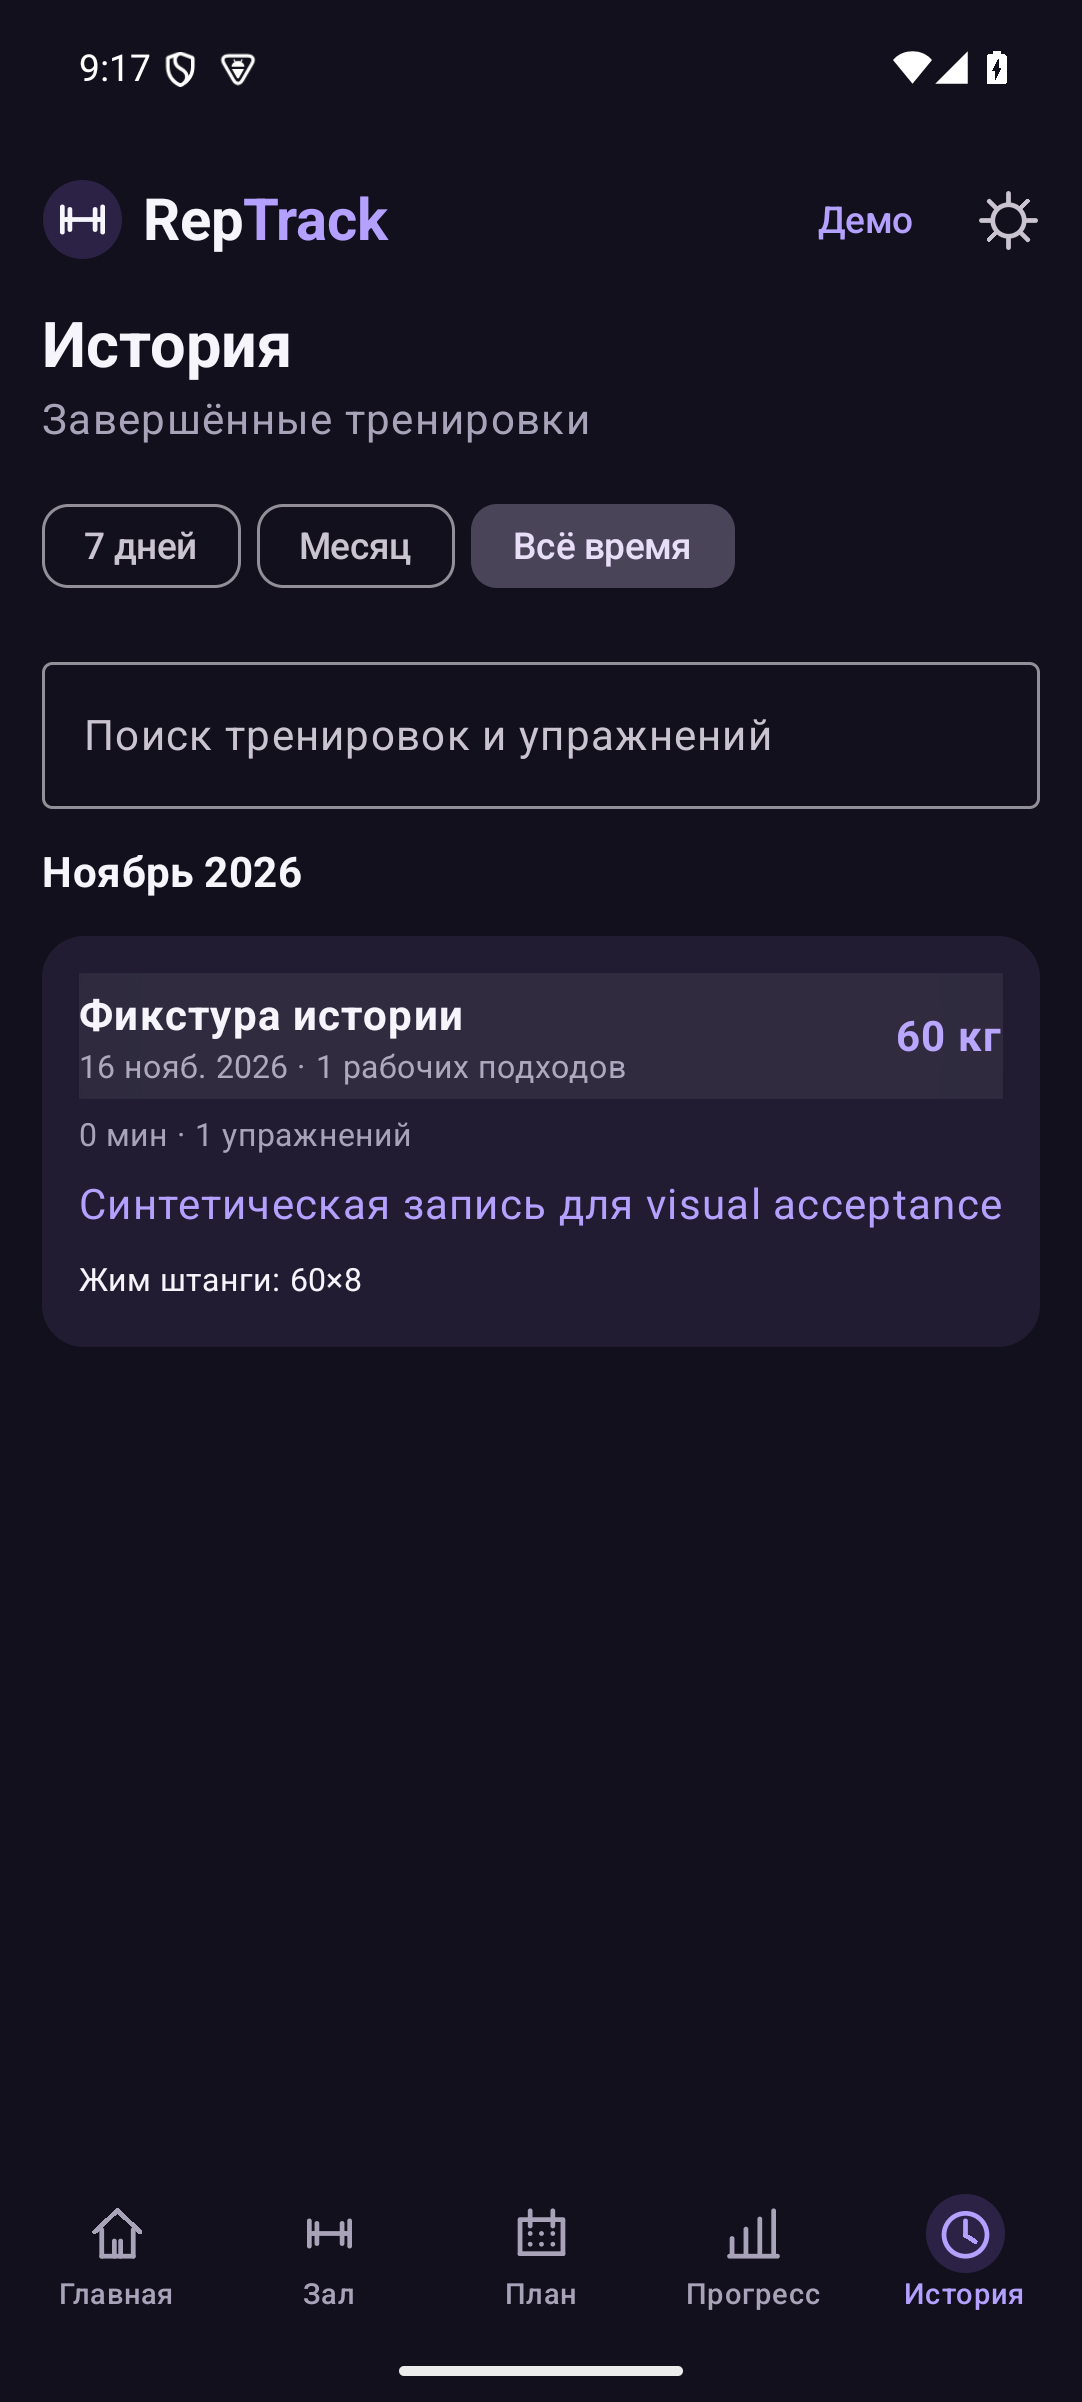 9:17
RepTrack
Демо
История
Завершённые тренировки
7 дней
Месяц
Всё время
Поиск тренировок и упражнений
Ноябрь 2026
Фикстура истории
60 кг
16 нояб. 2026 · 1 рабочих подходов
0 мин · 1 упражнений
Синтетическая запись для visual acceptance
Жим штанги: 60×8
Главная
Зал
План
Прогресс
История